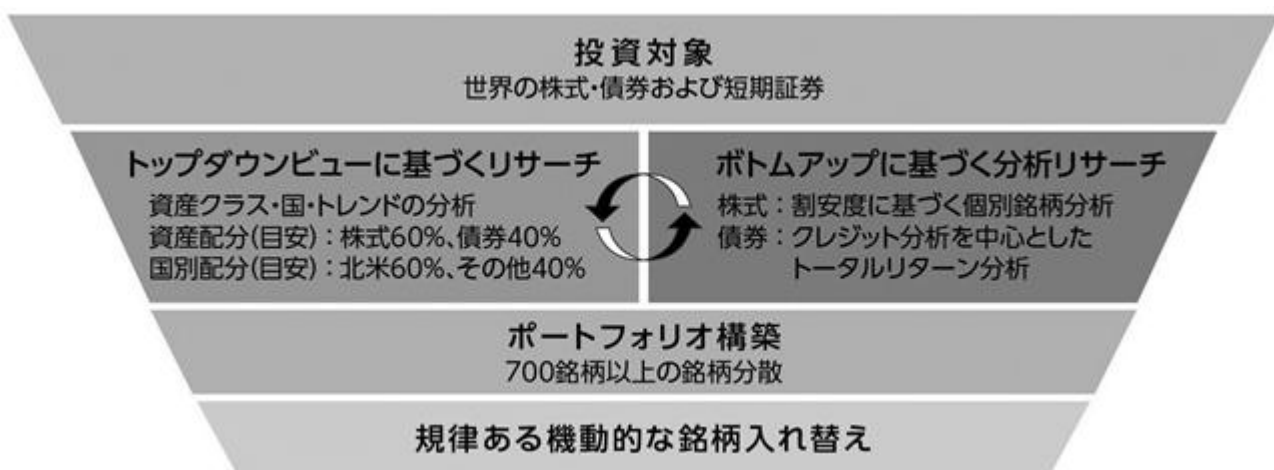 投資対象
世界の株式・債券および短期証券
トップダウンビューに基づくリサーチ
資産クラス・国・トレンドの分析
資産配分(目安)：株式60%、債券40%
国別配分(目安)：北米60%、その他40%
ボトムアップに基づく分析リサーチ
株式：割安度に基づく個別銘柄分析
債券：クレジット分析を中心とした
トータルリターン分析
ポートフォリオ構築
700銘柄以上の銘柄分散
規律ある機動的な銘柄入れ替え